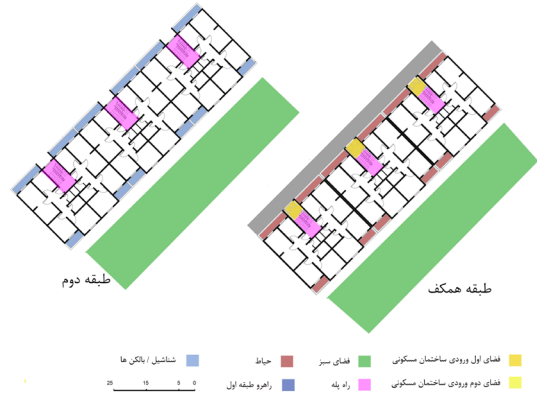 طبقه دوم
طبقه همکف
فضای اول ورودی ساختمان مسکونی
فضای سبز
حیاط
شناشیل / بالکن ها
فضای دوم ورودی ساختمان مسکونی
راه پله
راهرو طبقه اول
25 15 5 0